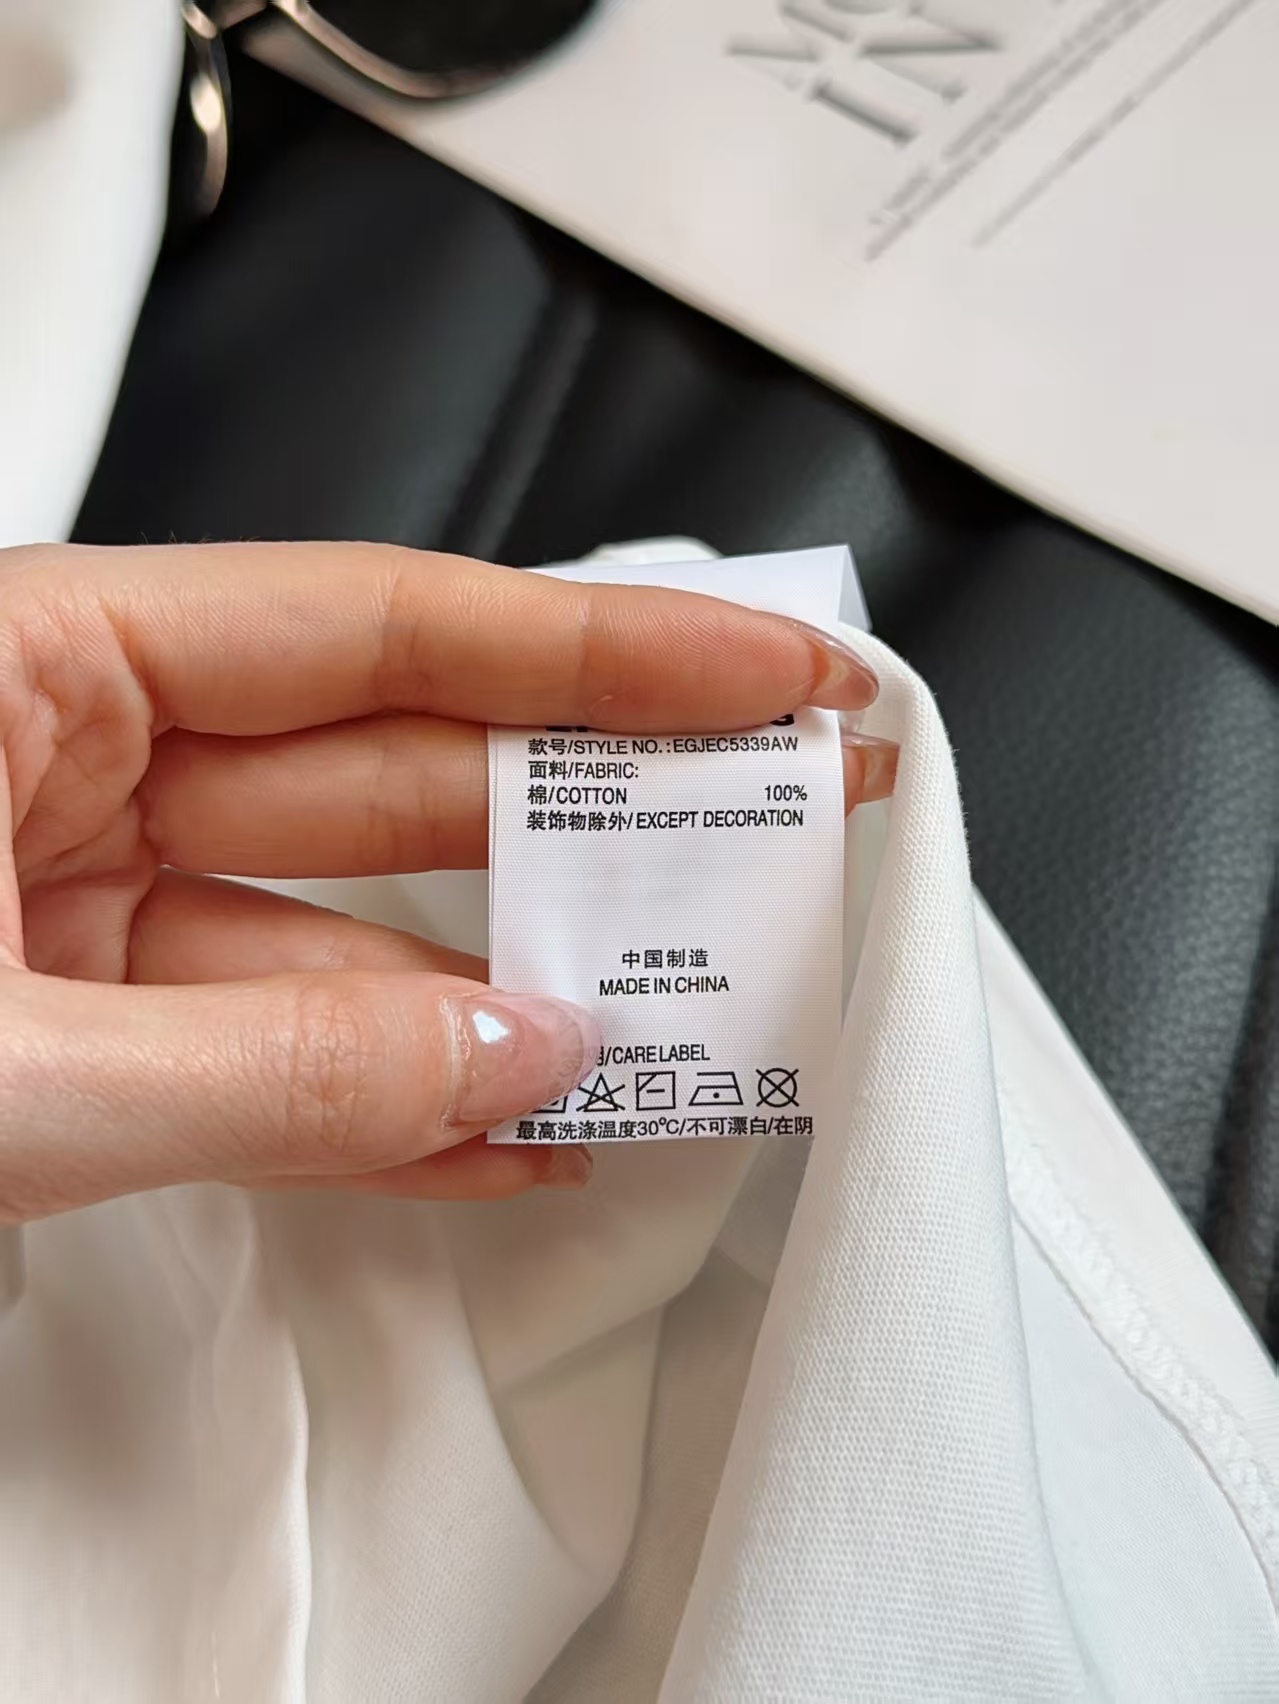 款号/STYLE NO.:EGJEC5339AW
面料/FABRIC:
棉/COTTON 100%
装饰物除外/EXCEPT DECORATION
中国制造
MADE IN CHINA
/CARE LABEL
最高洗涤温度30°C/不可漂白/在阴